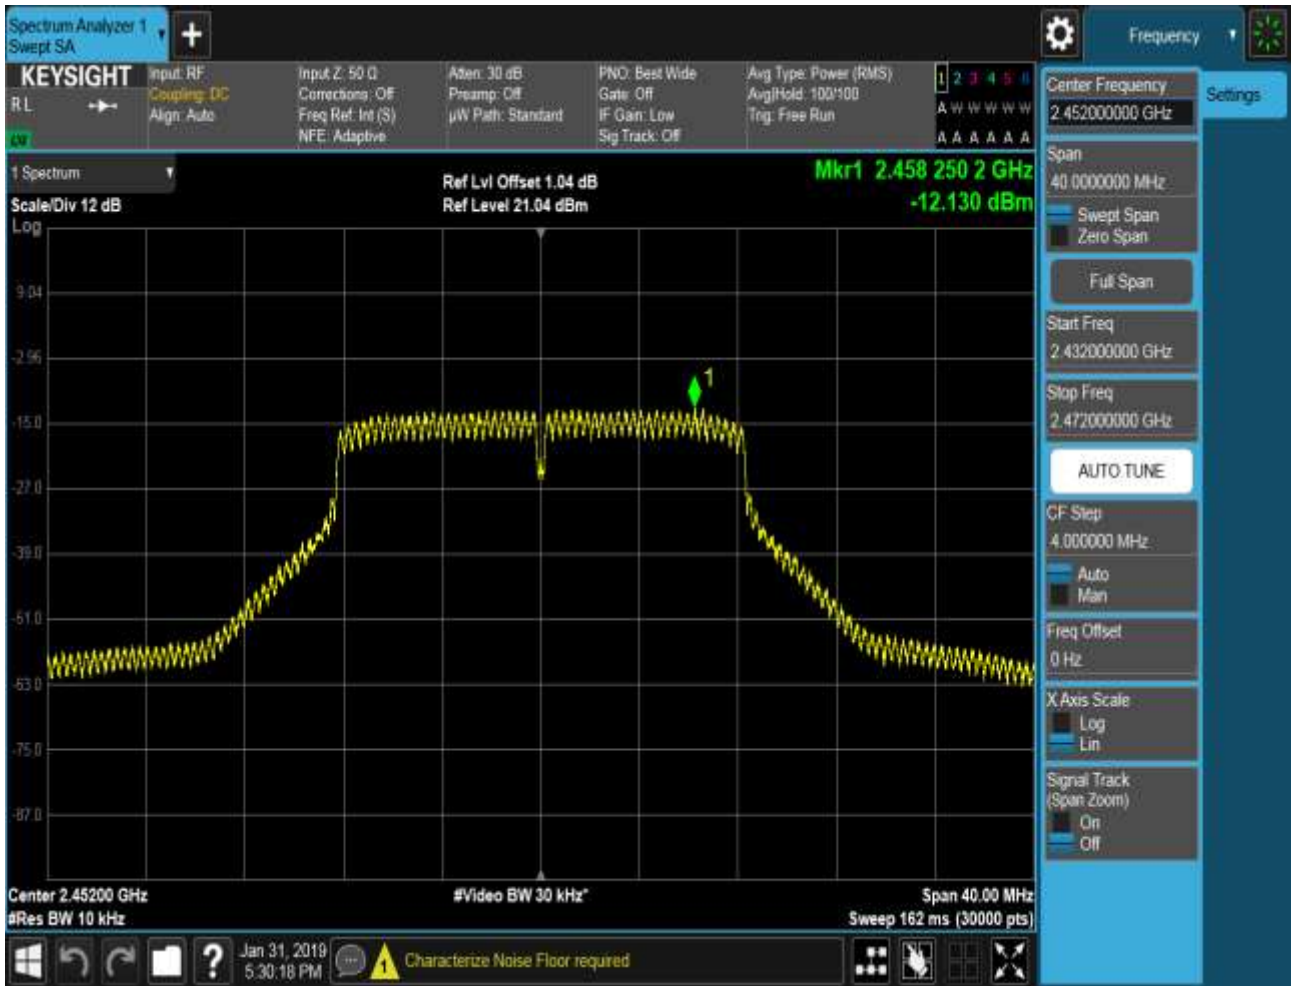 Spectrum Analyzer 1
Swept SA
+
Frequency
KEYSIGHT
R L
Input: RF
Coupling: DC
Align: Auto
Input Z: 50 Ω
Corrections: Off
Freq Ref: Int (S)
NFE: Adaptive
Atten: 30 dB
Preamp: Off
µW Path: Standard
PNO: Best Wide
Gate: Off
IF Gain: Low
Sig Track: Off
Avg Type: Power (RMS)
Avg|Hold: 100/100
Trig: Free Run
1 2 3 4 5 6
A W W W W W
A A A A A A
1 Spectrum
Scale/Div 12 dB
Log
Ref Lvl Offset 1.04 dB
Ref Level 21.04 dBm
Mkr1 2.458 250 2 GHz
-12.130 dBm
9.04
-2.96
-15.0
-27.0
-39.0
-51.0
-63.0
-75.0
-87.0
1
Center 2.45200 GHz
#Res BW 10 kHz
#Video BW 30 kHz*
Span 40.00 MHz
Sweep 162 ms (30000 pts)
Center Frequency
2.452000000 GHz
Settings
Span
40.0000000 MHz
Swept Span
Zero Span
Full Span
Start Freq
2.432000000 GHz
Stop Freq
2.472000000 GHz
AUTO TUNE
CF Step
4.000000 MHz
Auto
Man
Freq Offset
0 Hz
X Axis Scale
Log
Lin
Signal Track
(Span Zoom)
On
Off
?
Jan 31, 2019
5:30:18 PM
1
Characterize Noise Floor required